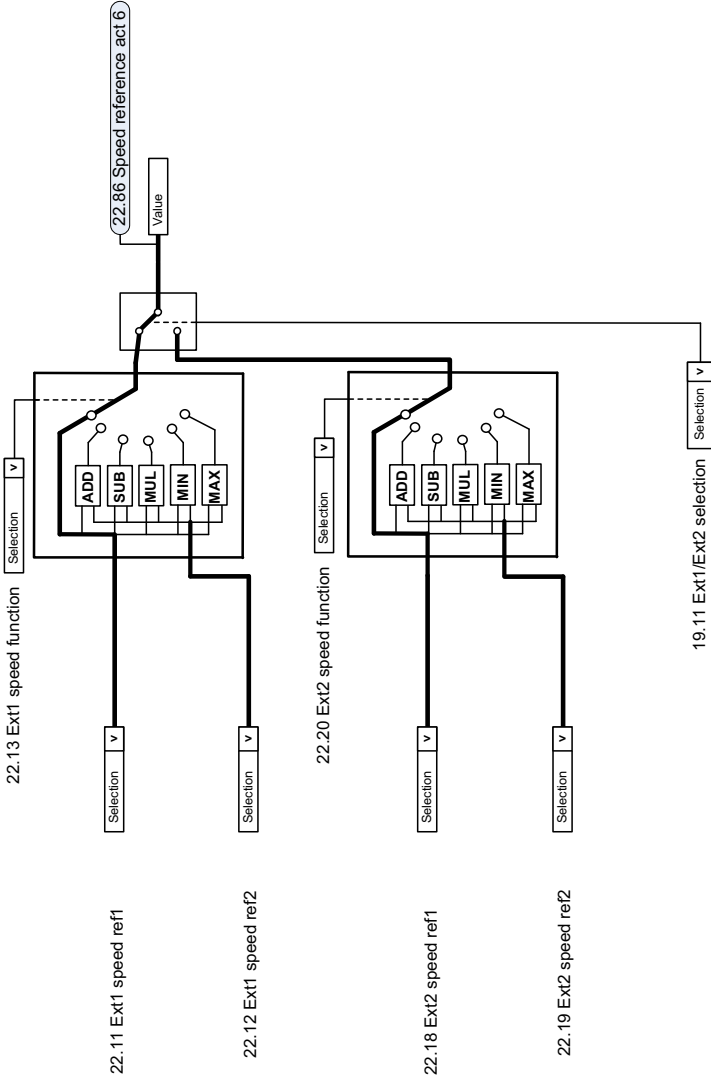 22.86 Speed reference act 6
Value
22.13 Ext1 speed function
Selection v
ADD
SUB
MUL
MIN
MAX
22.11 Ext1 speed ref1
Selection v
22.12 Ext1 speed ref2
Selection v
22.20 Ext2 speed function
Selection v
ADD
SUB
MUL
MIN
MAX
22.18 Ext2 speed ref1
Selection v
22.19 Ext2 speed ref2
Selection v
19.11 Ext1/Ext2 selection
Selection v